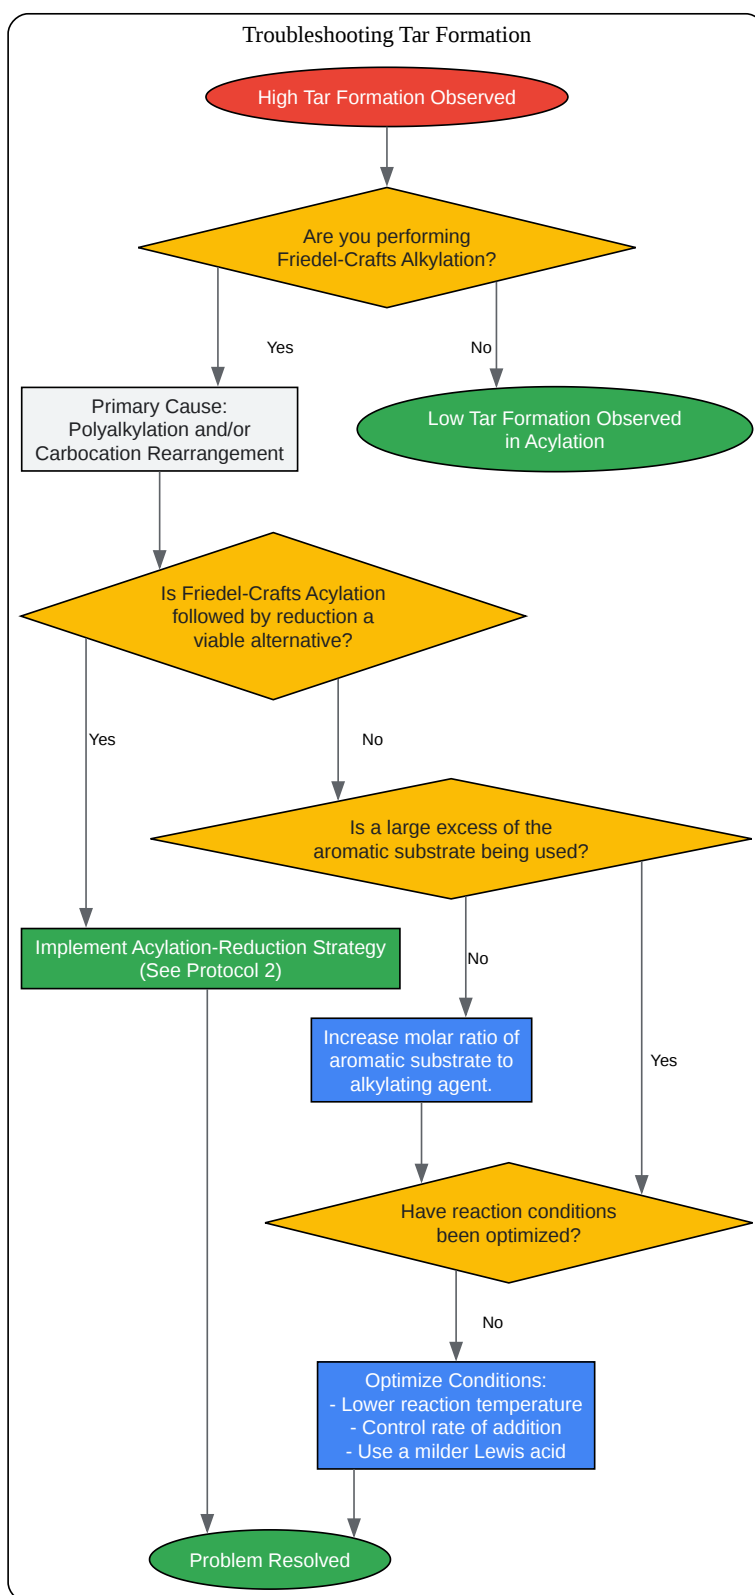 Troubleshooting Tar Formation
High Tar Formation Observed
Are you performing
Friedel-Crafts Alkylation?
Yes
No
Primary Cause:
Polyalkylation and/or
Carbocation Rearrangement
Low Tar Formation Observed
in Acylation
Is Friedel-Crafts Acylation
followed by reduction a
viable alternative?
Yes
No
Is a large excess of the
aromatic substrate being used?
Implement Acylation-Reduction Strategy
(See Protocol 2)
No
Increase molar ratio of
aromatic substrate to
alkylating agent.
Yes
Have reaction conditions
been optimized?
No
Optimize Conditions:
- Lower reaction temperature
- Control rate of addition
- Use a milder Lewis acid
Problem Resolved